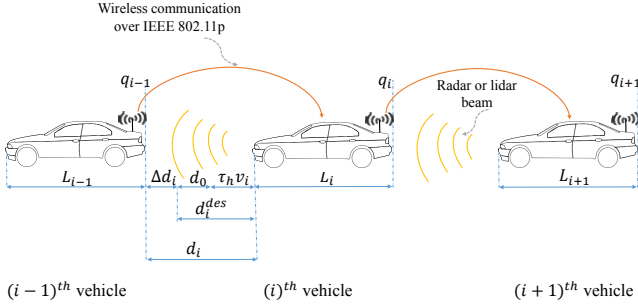 Wireless communication
over IEEE 802.11p
q_{i-1}
q_i
q_{i+1}
Radar or lidar
beam
L_{i-1}
Δd_i
d_0
τ_h v_i
L_i
L_{i+1}
d_i^{des}
d_i
(i − 1)^{th} vehicle
(i)^{th} vehicle
(i + 1)^{th} vehicle